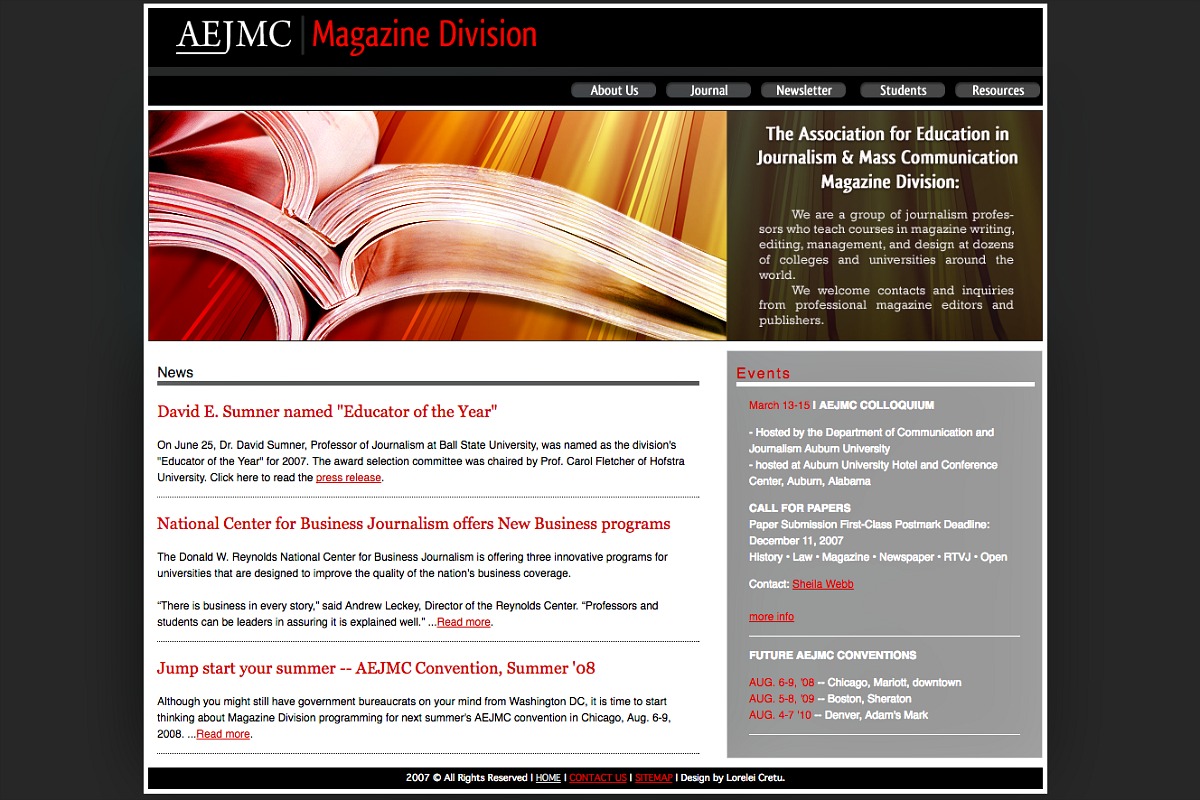 AEJMC | Magazine Division
About Us Journal Newsletter Students Resources
The Association for Education in
Journalism & Mass Communication
Magazine Division:
We are a group of journalism profes-
sors who teach courses in magazine writing,
editing, management, and design at dozens
of colleges and universities around the
world.
We welcome contacts and inquiries
from professional magazine editors and
publishers.
News
David E. Sumner named "Educator of the Year"
On June 25, Dr. David Sumner, Professor of Journalism at Ball State University, was named as the division's
"Educator of the Year" for 2007. The award selection committee was chaired by Prof. Carol Fletcher of Hofstra
University. Click here to read the press release.
National Center for Business Journalism offers New Business programs
The Donald W. Reynolds National Center for Business Journalism is offering three innovative programs for
universities that are designed to improve the quality of the nation's business coverage.
“There is business in every story,” said Andrew Leckey, Director of the Reynolds Center. “Professors and
students can be leaders in assuring it is explained well.” ...Read more.
Jump start your summer -- AEJMC Convention, Summer '08
Although you might still have government bureaucrats on your mind from Washington DC, it is time to start
thinking about Magazine Division programming for next summer's AEJMC convention in Chicago, Aug. 6-9,
2008. ...Read more.
Events
March 13-15 | AEJMC COLLOQUIUM
- Hosted by the Department of Communication and
Journalism Auburn University
- hosted at Auburn University Hotel and Conference
Center, Auburn, Alabama
CALL FOR PAPERS
Paper Submission First-Class Postmark Deadline:
December 11, 2007
History • Law • Magazine • Newspaper • RTVJ • Open
Contact: Sheila Webb
more info
FUTURE AEJMC CONVENTIONS
AUG. 6-9, '08 -- Chicago, Mariott, downtown
AUG. 5-8, '09 -- Boston, Sheraton
AUG. 4-7 '10 -- Denver, Adam's Mark
2007 © All Rights Reserved | HOME | CONTACT US | SITEMAP | Design by Lorelei Cretu.